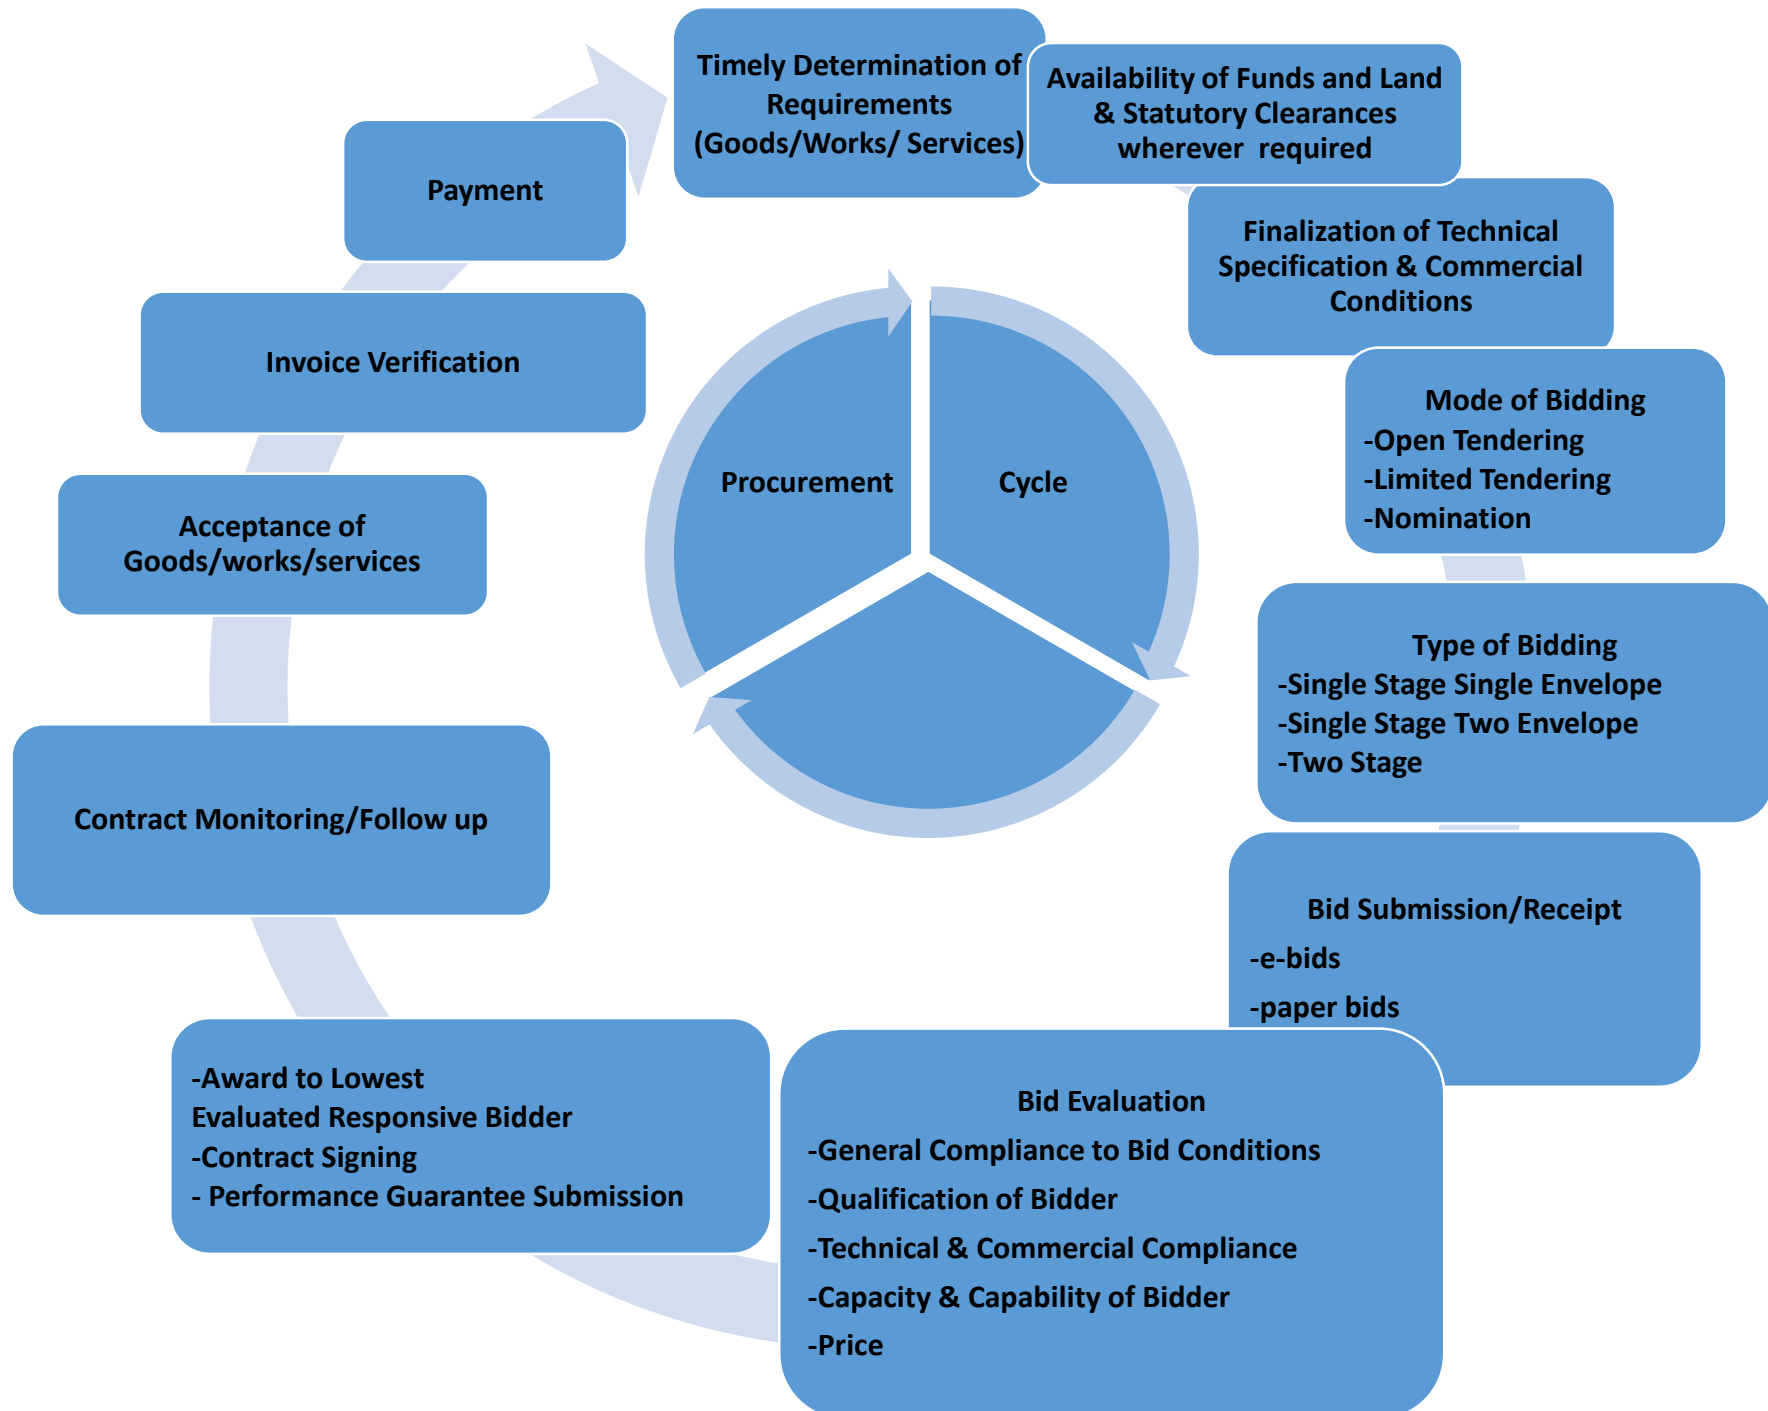 Timely Determination of
Requirements
(Goods/Works/ Services)
Availability of Funds and Land
& Statutory Clearances
wherever required
Finalization of Technical
Specification & Commercial
Conditions
Mode of Bidding
-Open Tendering
-Limited Tendering
-Nomination
Type of Bidding
-Single Stage Single Envelope
-Single Stage Two Envelope
-Two Stage
Bid Submission/Receipt
-e-bids
-paper bids
Bid Evaluation
-General Compliance to Bid Conditions
-Qualification of Bidder
-Technical & Commercial Compliance
-Capacity & Capability of Bidder
-Price
-Award to Lowest
Evaluated Responsive Bidder
-Contract Signing
- Performance Guarantee Submission
Contract Monitoring/Follow up
Acceptance of
Goods/works/services
Invoice Verification
Payment
Procurement
Cycle